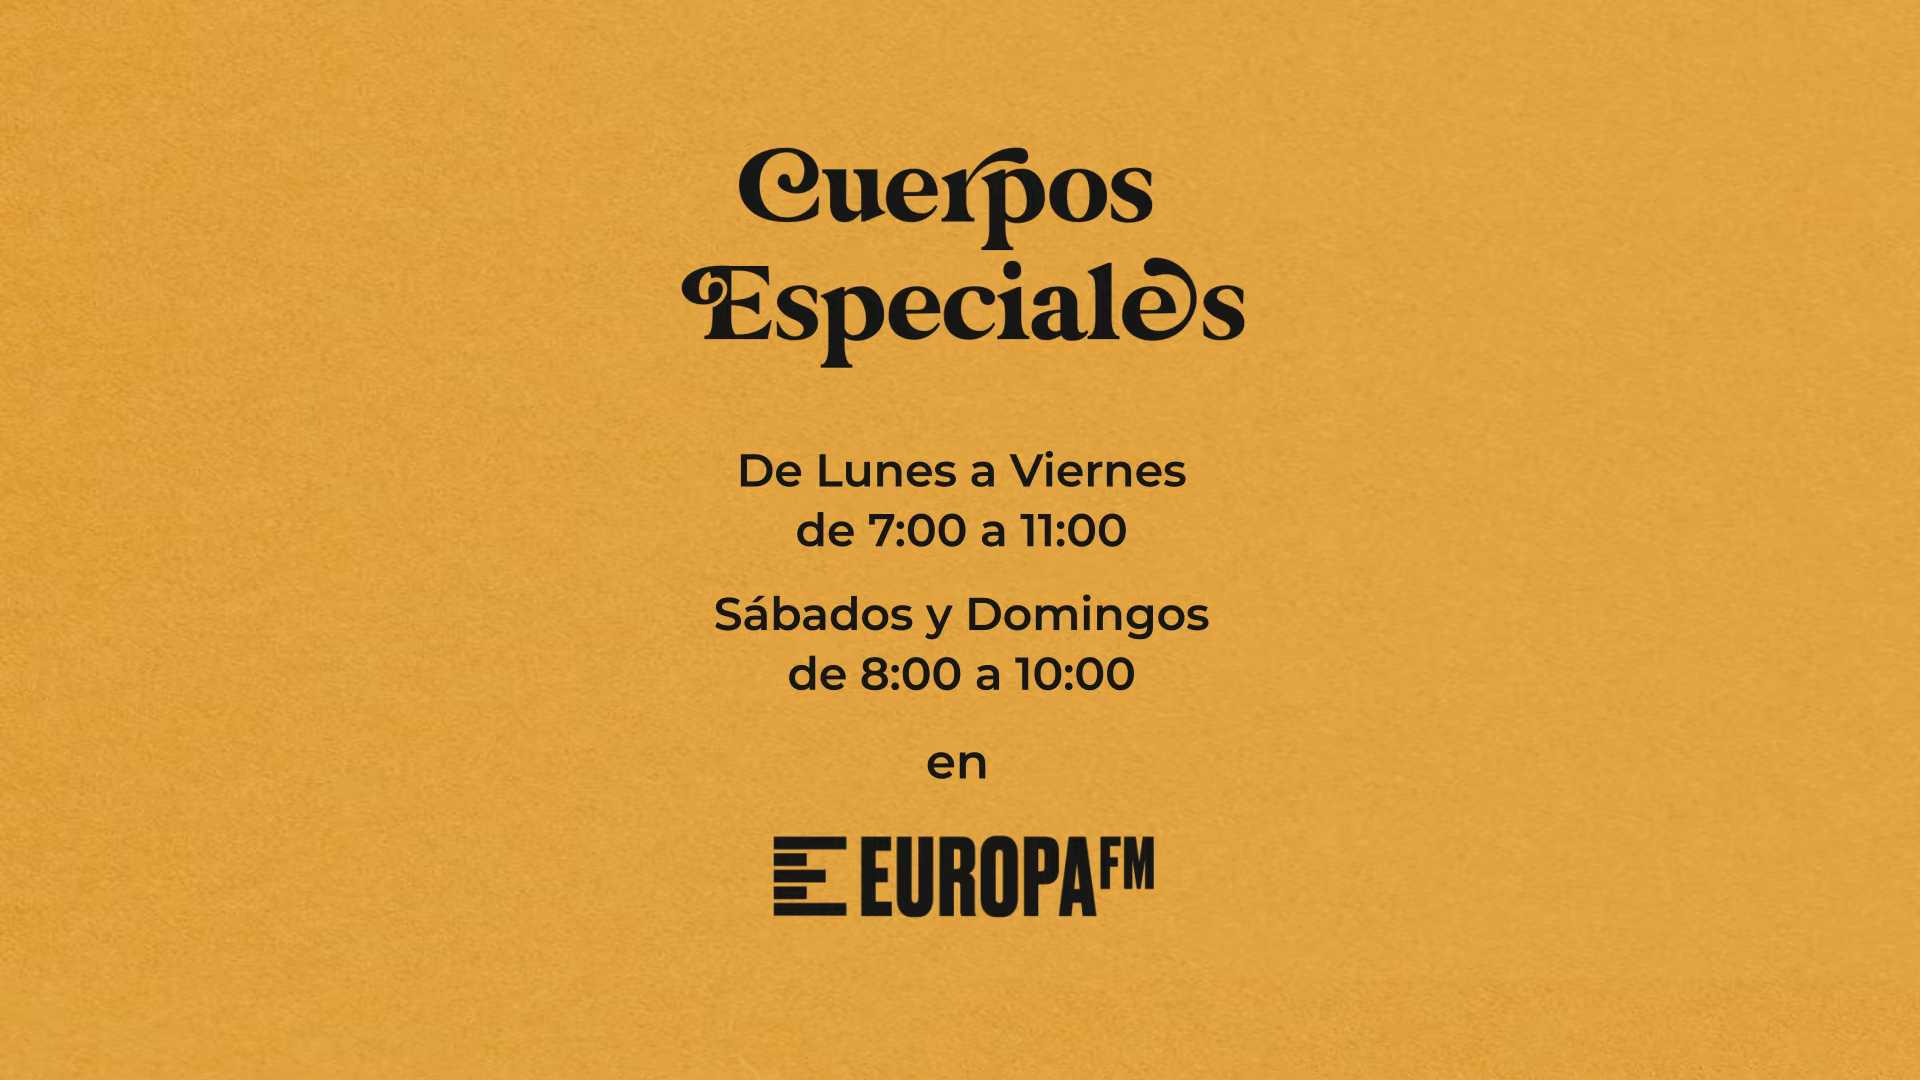 Cuerpos
Especiales
De Lunes a Viernes
de 7:00 a 11:00
Sábados y Domingos
de 8:00 a 10:00
en
EUROPA FM